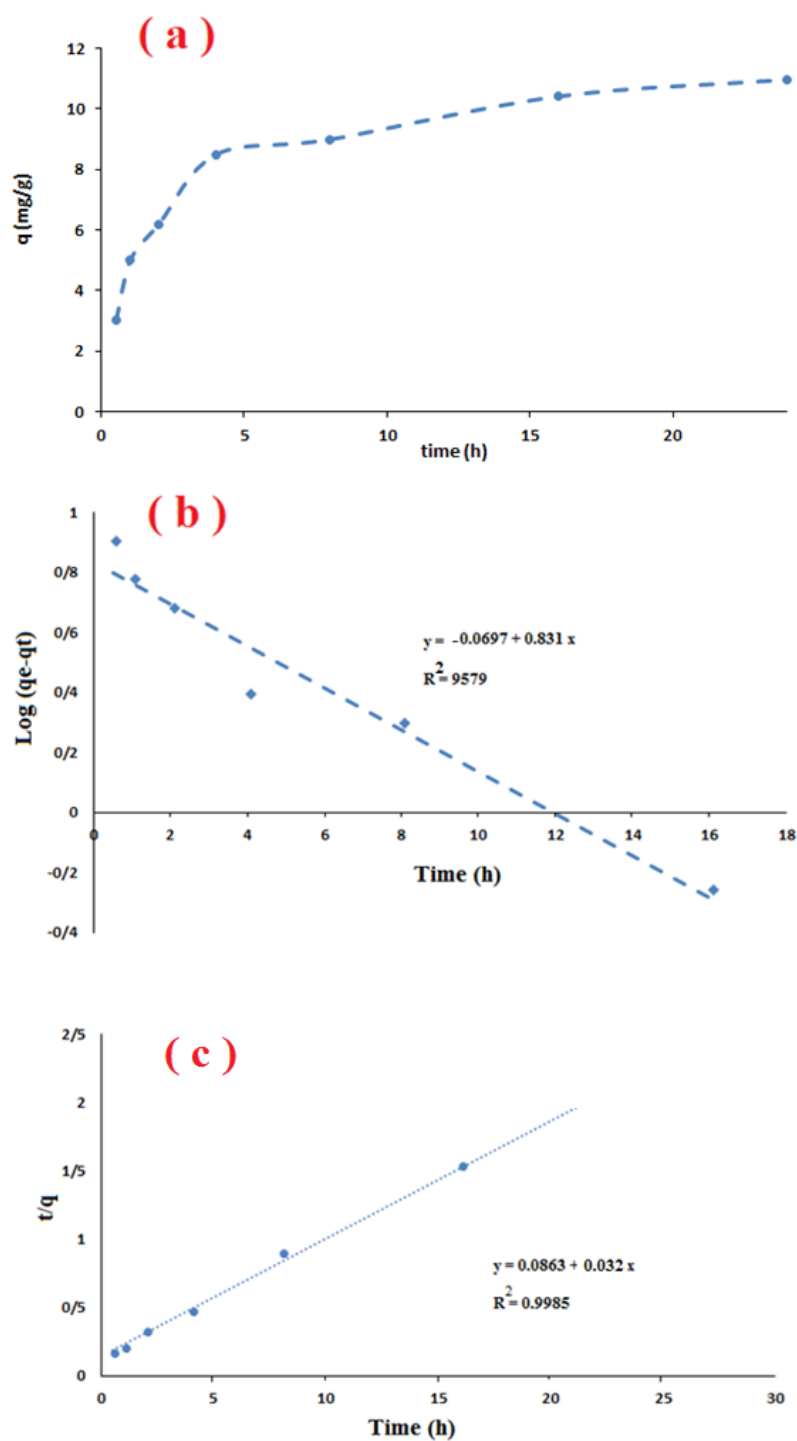 ( a )
12
10
8
6
4
2
0
q (mg/g)
0 5 10 15 20
time (h)
( b )
1
0/8
0/6
0/4
0/2
0
-0/2
-0/4
Log (qe-qt)
y = -0.0697 + 0.831 x
R2 = 9579
0 2 4 6 8 10 12 14 16 18
Time (h)
( c )
2/5
2
1/5
1
0/5
0
t/q
y = 0.0863 + 0.032 x
R2 = 0.9985
0 5 10 15 20 25 30
Time (h)